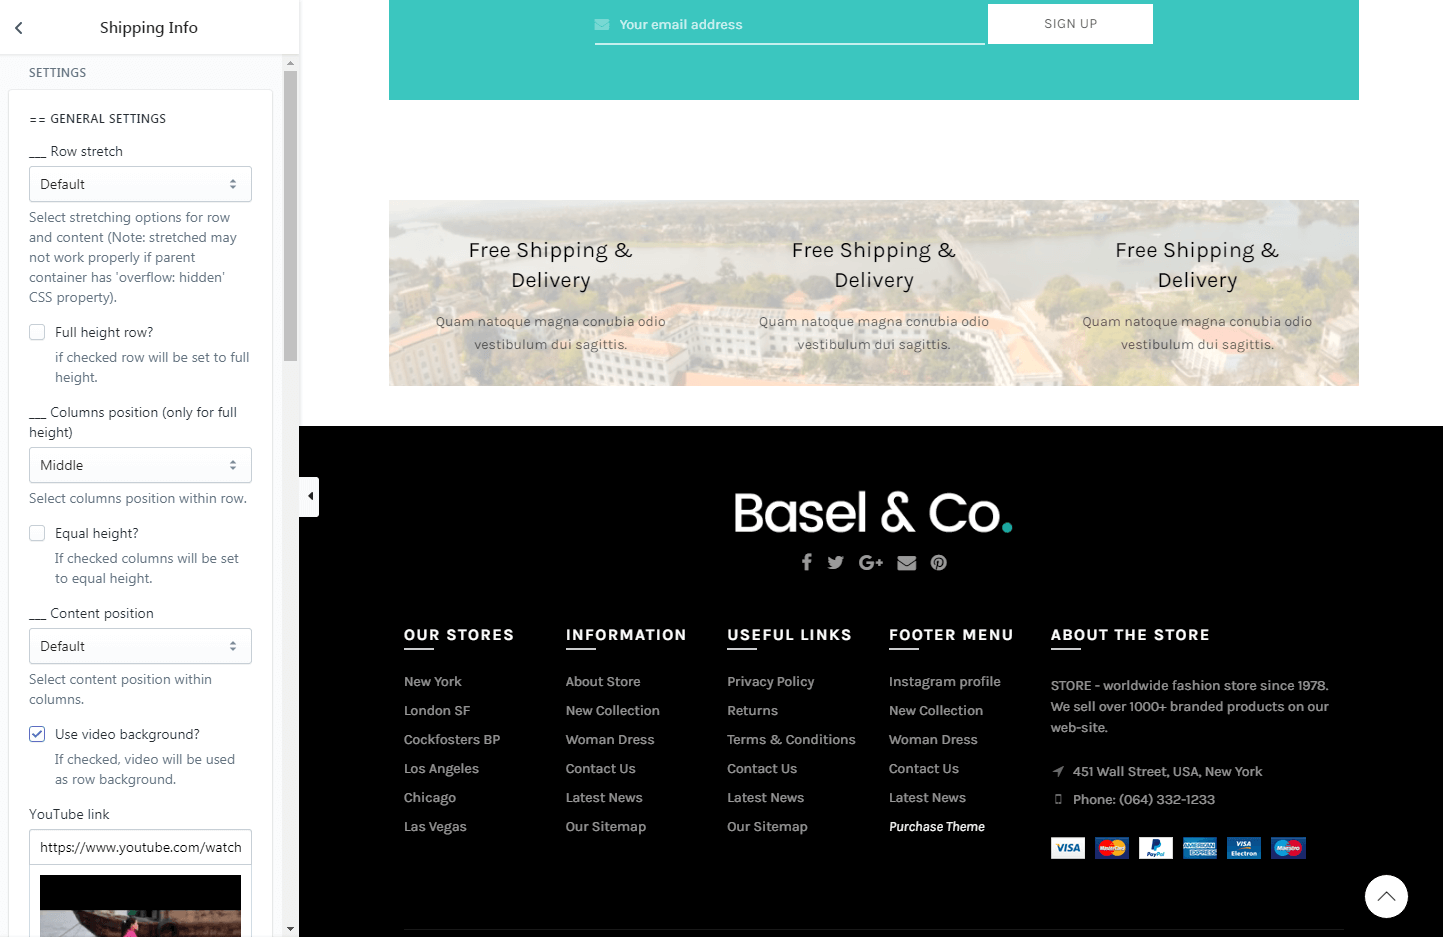 Shipping Info
SETTINGS
== GENERAL SETTINGS
___ Row stretch
Default
Select stretching options for row
and content (Note: stretched may
not work properly if parent
container has 'overflow: hidden'
CSS property).
Full height row?
if checked row will be set to full
height.
___ Columns position (only for full
height)
Middle
Select columns position within row.
Equal height?
If checked columns will be set
to equal height.
___ Content position
Default
Select content position within
columns.
Use video background?
If checked, video will be used
as row background.
YouTube link
https://www.youtube.com/watch
Your email address
SIGN UP
Free Shipping &
Delivery
Quam natoque magna conubia odio
vestibulum dui sagittis.
Free Shipping &
Delivery
Quam natoque magna conubia odio
vestibulum dui sagittis.
Free Shipping &
Delivery
Quam natoque magna conubia odio
vestibulum dui sagittis.
Basel & Co.
OUR STORES
New York
London SF
Cockfosters BP
Los Angeles
Chicago
Las Vegas
INFORMATION
About Store
New Collection
Woman Dress
Contact Us
Latest News
Our Sitemap
USEFUL LINKS
Privacy Policy
Returns
Terms & Conditions
Contact Us
Latest News
Our Sitemap
FOOTER MENU
Instagram profile
New Collection
Woman Dress
Contact Us
Latest News
Purchase Theme
ABOUT THE STORE
STORE - worldwide fashion store since 1978.
We sell over 1000+ branded products on our
web-site.
451 Wall Street, USA, New York
Phone: (064) 332-1233
VISA
MasterCard
PayPal
AMERICAN EXPRESS
VISA Electron
Maestro